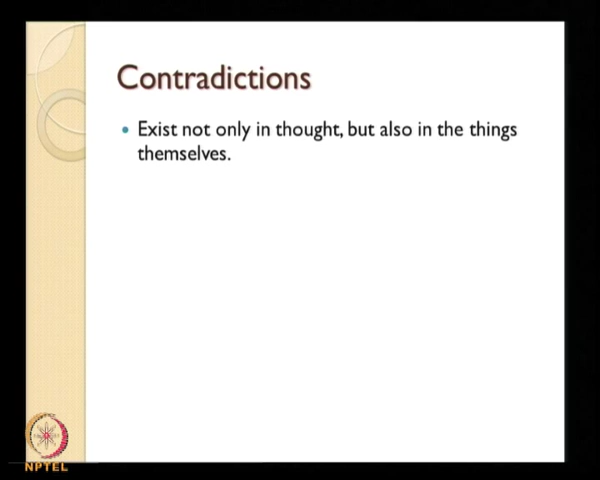 Contradictions
Exist not only in thought, but also in the things
themselves.
NPTEL